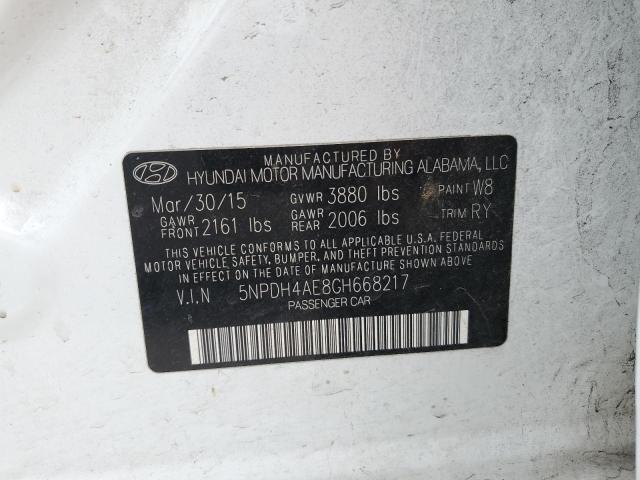 MANUFACTURED BY
HYUNDAI MOTOR MANUFACTURING ALABAMA, LLC
Mar/30/15 GVWR 3880 lbs PAINT W8
GAWR FRONT 2161 lbs GAWR REAR 2006 lbs TRIM RY
THIS VEHICLE CONFORMS TO ALL APPLICABLE U.S.A. FEDERAL
MOTOR VEHICLE SAFETY, BUMPER, AND THEFT PREVENTION STANDARDS
IN EFFECT ON THE DATE OF MANUFACTURE SHOWN ABOVE.
V.I.N 5NPDH4AE8GH668217
PASSENGER CAR